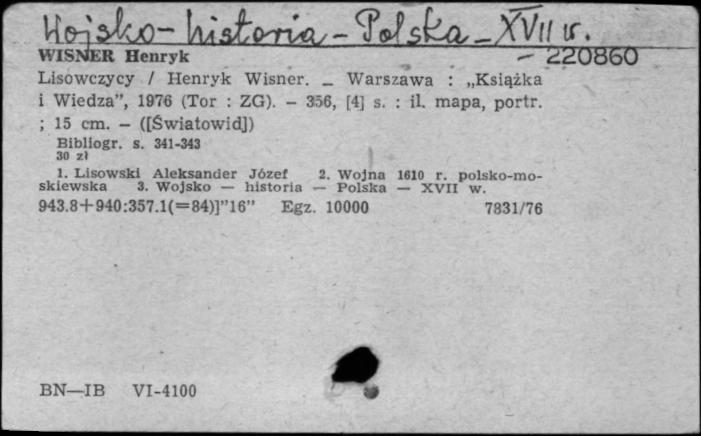 Wojsko - historia - Polska - XVII w.
WISNER Henryk - 220860
Lisowczycy / Henryk Wisner. _ Warszawa : „Książka
i Wiedza”, 1976 (Tor : ZG). – 356, [4] s. : il. mapa, portr.
; 15 cm. – ([Światowid])
Bibliogr. s. 341-343
30 zł
1. Lisowski Aleksander Józef 2. Wojna 1610 r. polsko-mo-
skiewska 3. Wojsko — historia — Polska — XVII w.
943.8+940:357.1(=84)]”16” Egz. 10000 7831/76
BN—IB VI-4100